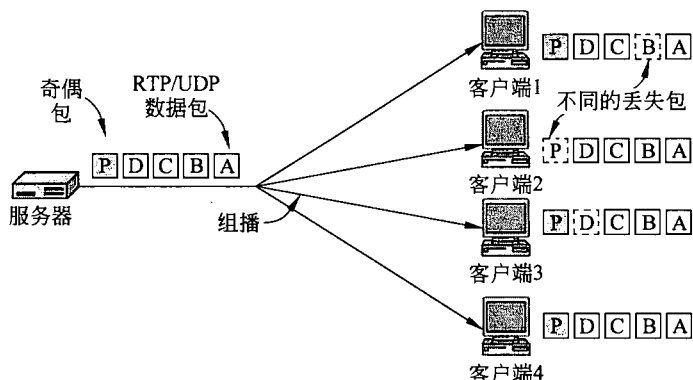 奇偶
包
RTP/UDP
数据包
P D C B A
服务器
组播
P D C B A
客户端1
不同的丢失包
P D C B A
客户端2
P D C B A
客户端3
P D C B A
客户端4